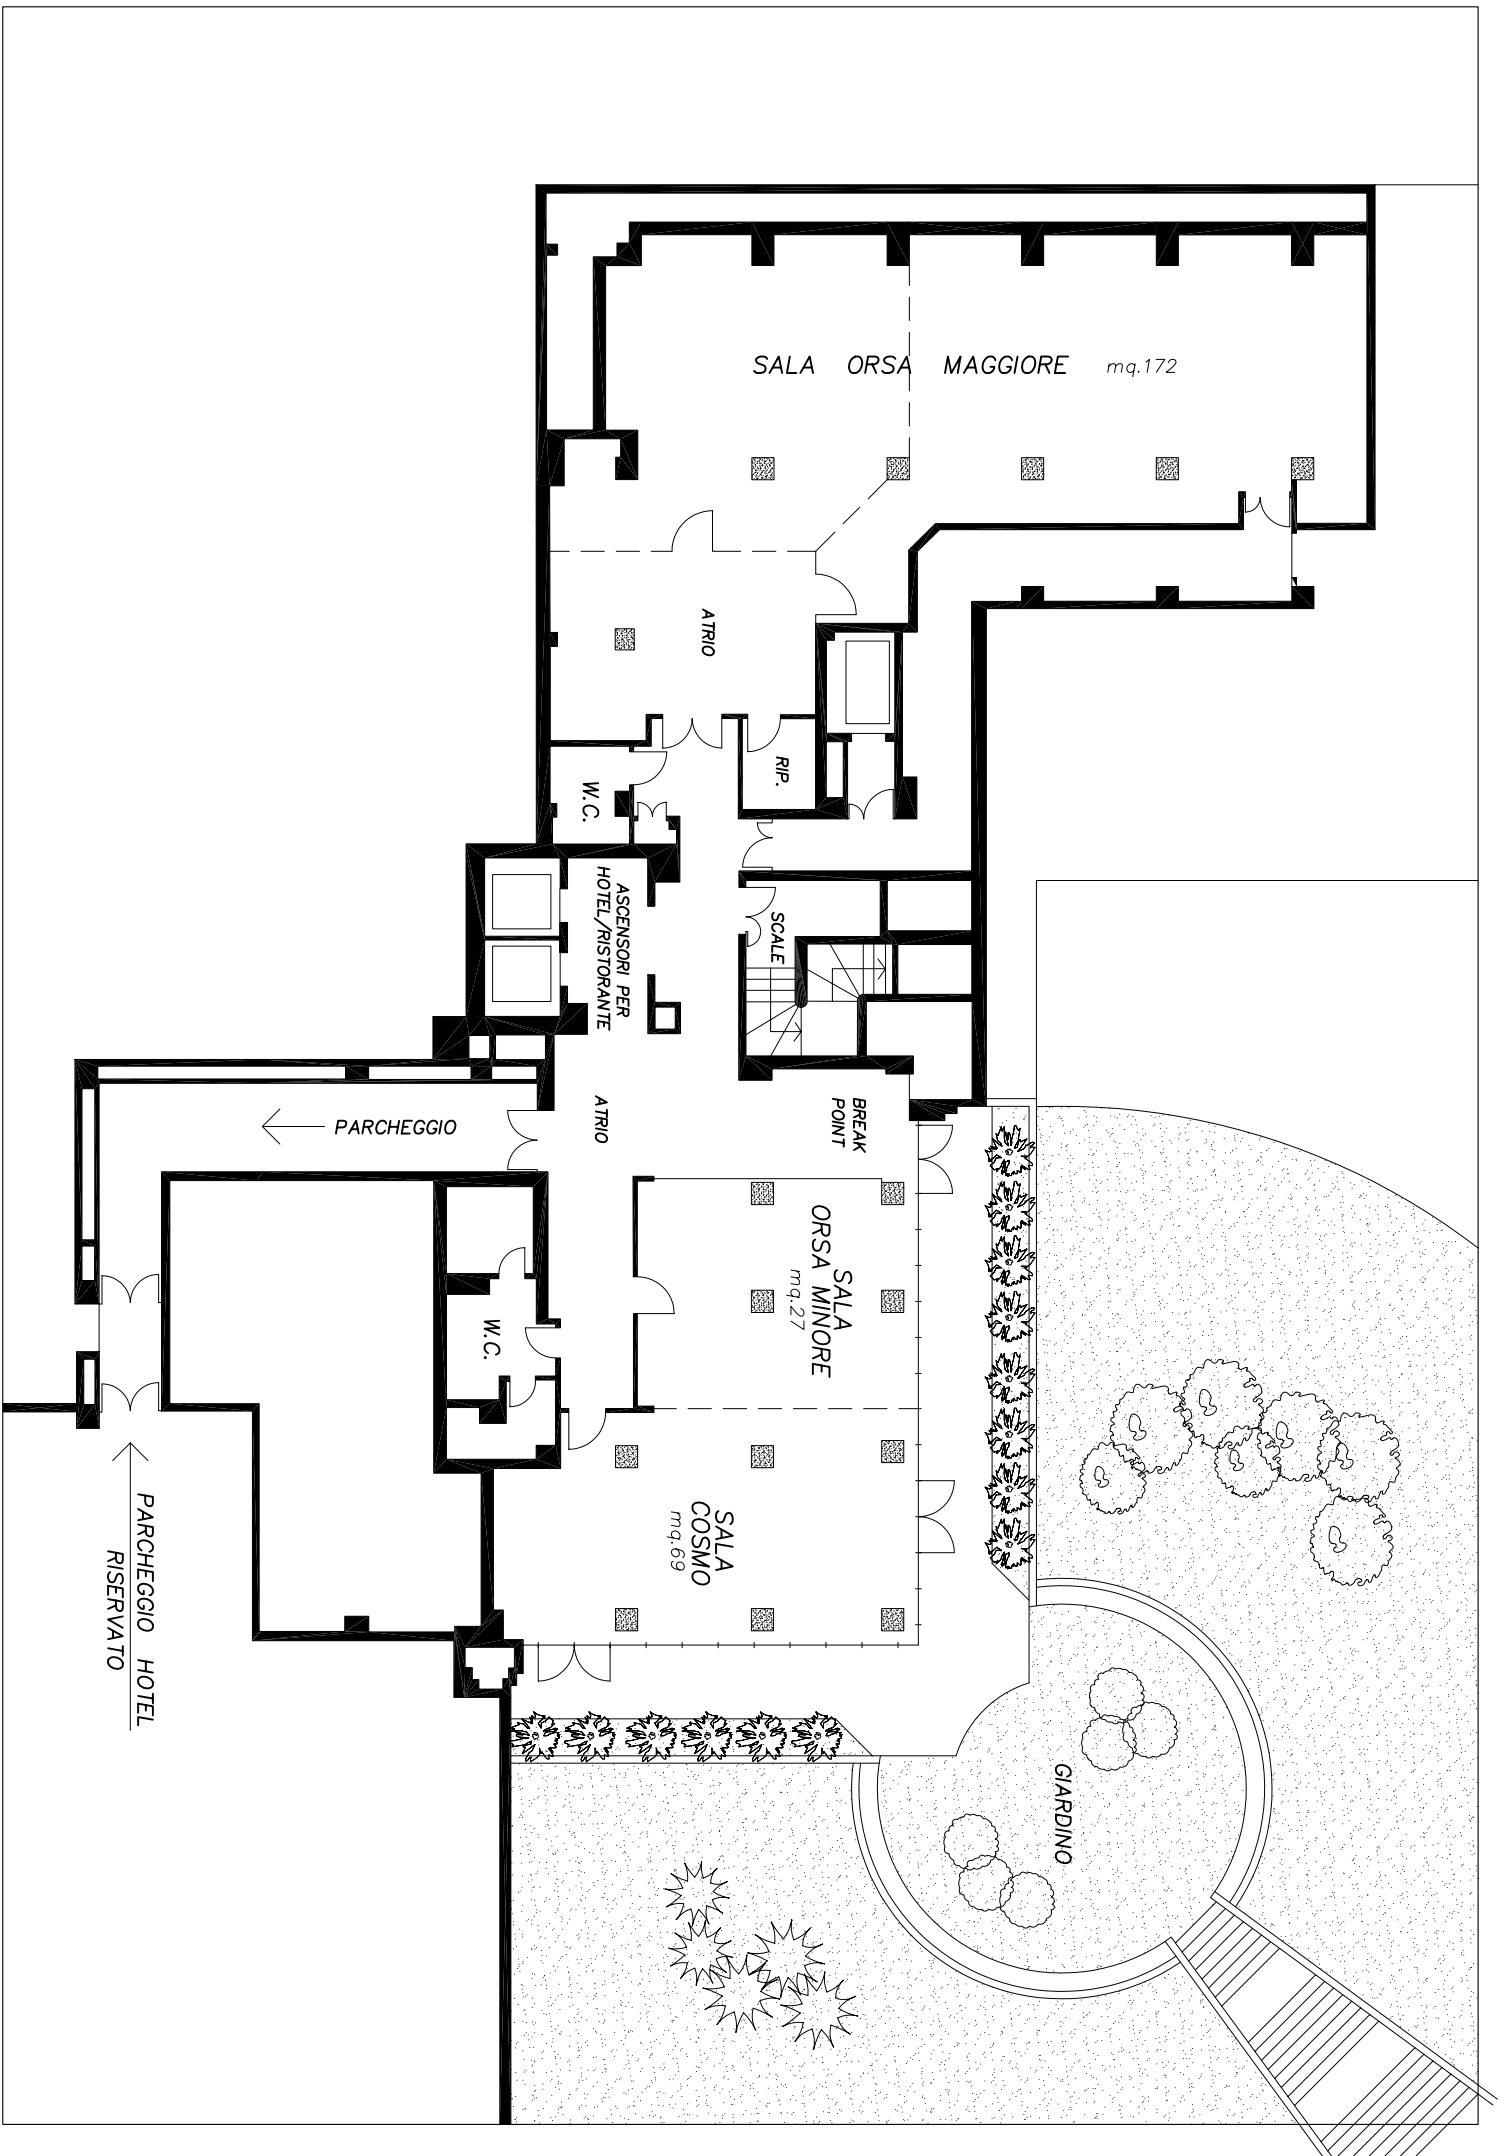 SALA ORSA MAGGIORE mq.172
ATRIO
RIP.
W.C.
ASCENSORI PER
HOTEL/RISTORANTE
SCALE
BREAK
POINT
ATRIO
PARCHEGGIO
SALA
ORSA MINORE
mq.27
W.C.
SALA
COSMO
mq.69
PARCHEGGIO HOTEL
RISERVATO
GIARDINO